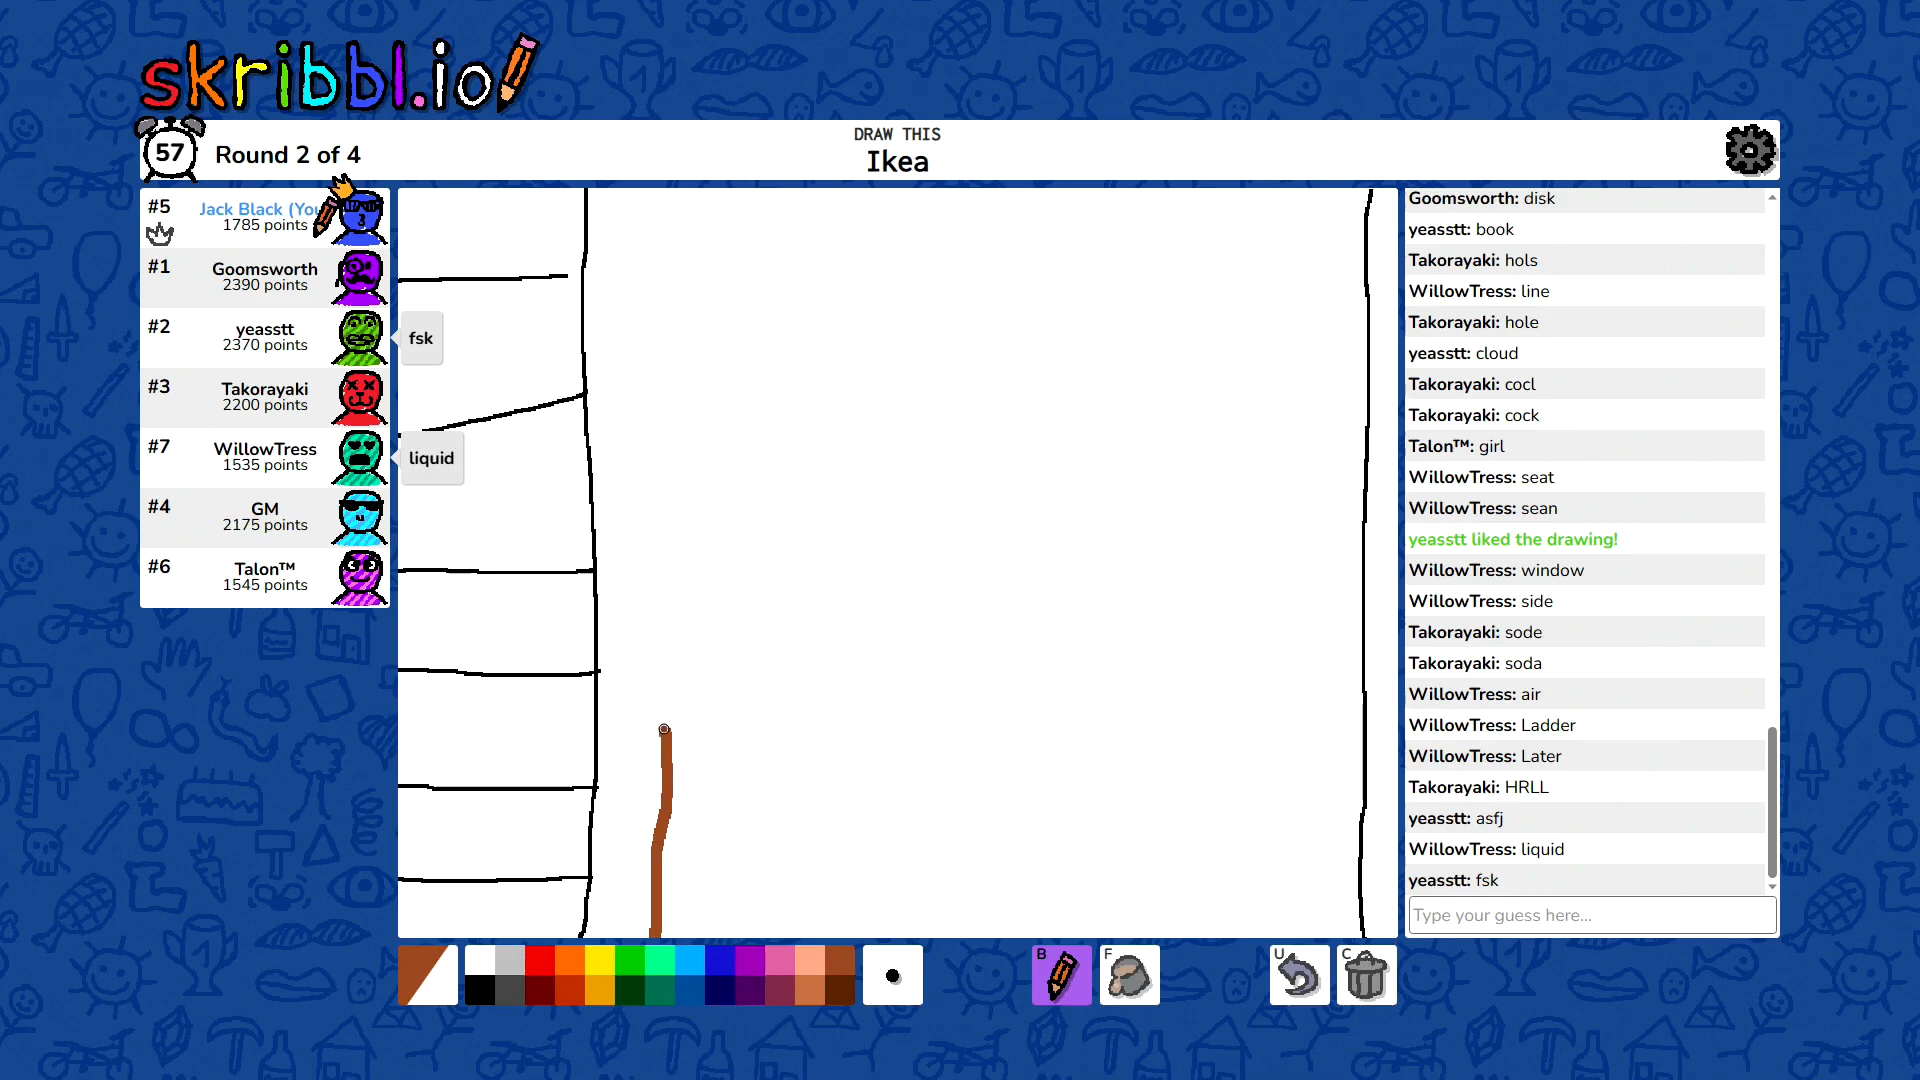 skribbl.io
57
Round 2 of 4
DRAW THIS
Ikea
#5
Jack Black (You
1785 points
#1
Goomsworth
2390 points
#2
yeasstt
2370 points
fsk
#3
Takorayaki
2200 points
#7
WillowTress
1535 points
liquid
#4
GM
2175 points
#6
Talon™
1545 points
Goomsworth: disk
yeasstt: book
Takorayaki: hols
WillowTress: line
Takorayaki: hole
yeasstt: cloud
Takorayaki: cocl
Takorayaki: cock
Talon™: girl
WillowTress: seat
WillowTress: sean
yeasstt liked the drawing!
WillowTress: window
WillowTress: side
Takorayaki: sode
Takorayaki: soda
WillowTress: air
WillowTress: Ladder
WillowTress: Later
Takorayaki: HRLL
yeasstt: asfj
WillowTress: liquid
yeasstt: fsk
Type your guess here...
B
F
U
C